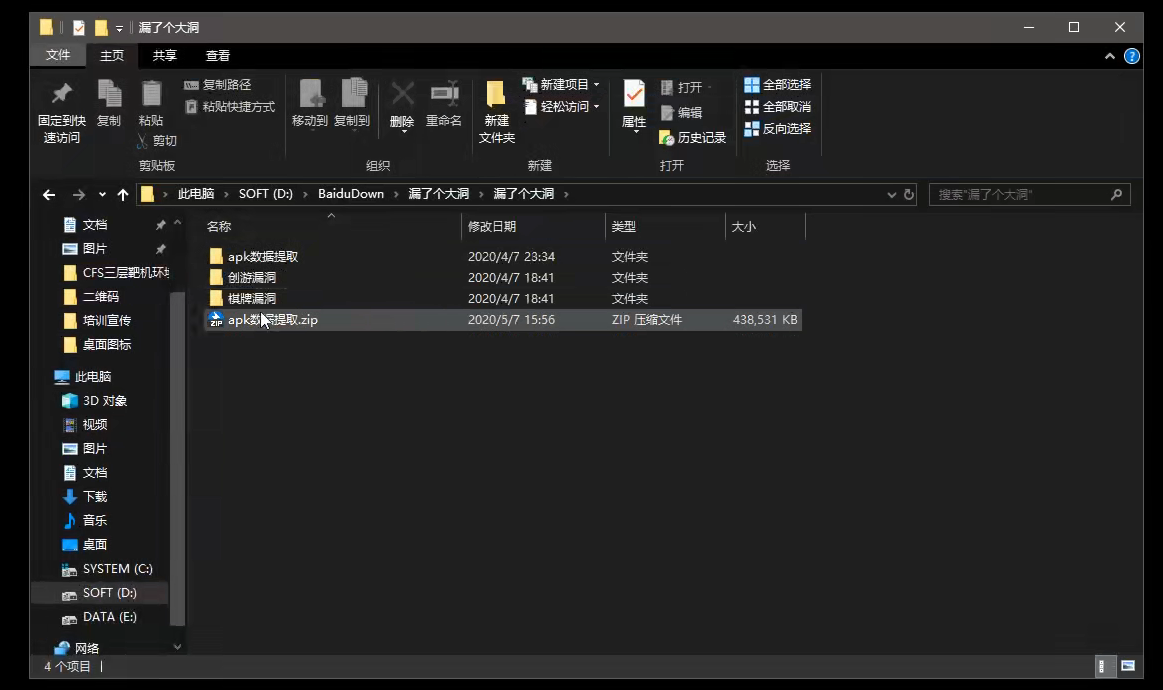 漏了个大洞
文件 主页 共享 查看
固定到快速访问
复制
粘贴
复制路径
粘贴快捷方式
剪切
剪贴板
移动到 复制到 删除 重命名
组织
新建文件夹
新建项目
轻松访问
新建
属性
打开
编辑
历史记录
打开
全部选择
全部取消
反向选择
选择
此电脑 › SOFT (D:) › BaiduDown › 漏了个大洞 › 漏了个大洞 ›
搜索"漏了个大洞"
文档
图片
CFS三层靶机环境
二维码
培训宣传
桌面图标
此电脑
3D 对象
视频
图片
文档
下载
音乐
桌面
SYSTEM (C:)
SOFT (D:)
DATA (E:)
网络
名称 修改日期 类型 大小
apk数据提取 2020/4/7 23:34 文件夹
创游漏洞 2020/4/7 18:41 文件夹
棋牌漏洞 2020/4/7 18:41 文件夹
apk数据提取.zip 2020/5/7 15:56 ZIP 压缩文件 438,531 KB
4 个项目